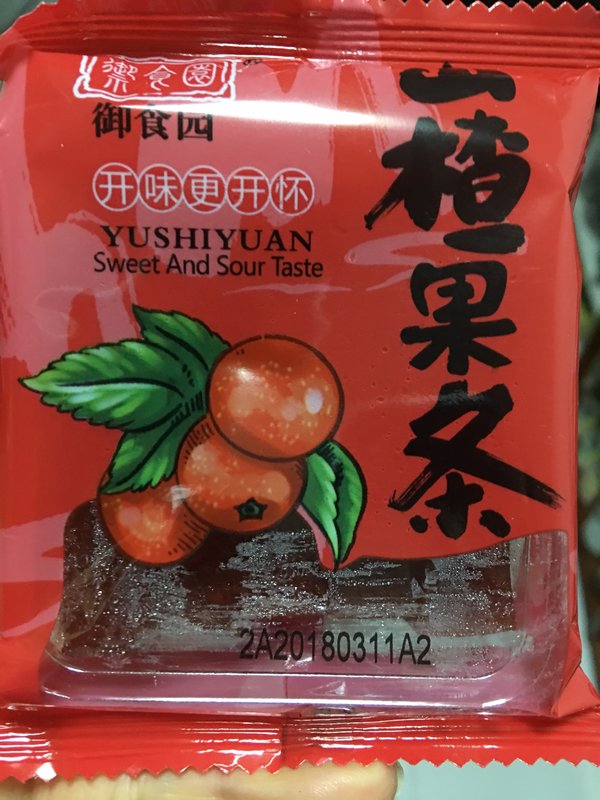 御食园
御食园
开味更开怀
YUSHIYUAN
Sweet And Sour Taste
山楂果条
2A20180311A2